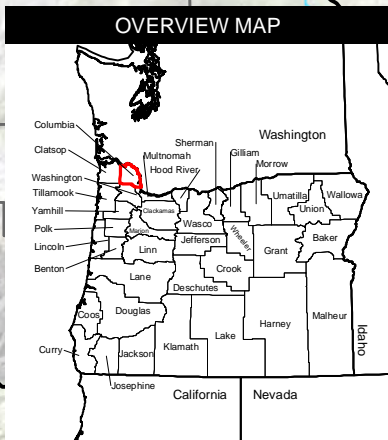 OVERVIEW MAP
Columbia
Clatsop
Washington
Tillamook
Yamhill
Polk
Lincoln
Benton
Multnomah
Hood River
Sherman
Gilliam
Morrow
Washington
Umatilla
Wallowa
Union
Clackamas
Marion
Wasco
Wheeler
Baker
Linn
Jefferson
Grant
Crook
Lane
Deschutes
Coos
Douglas
Harney
Malheur
Idaho
Lake
Klamath
Curry
Jackson
Josephine
California
Nevada